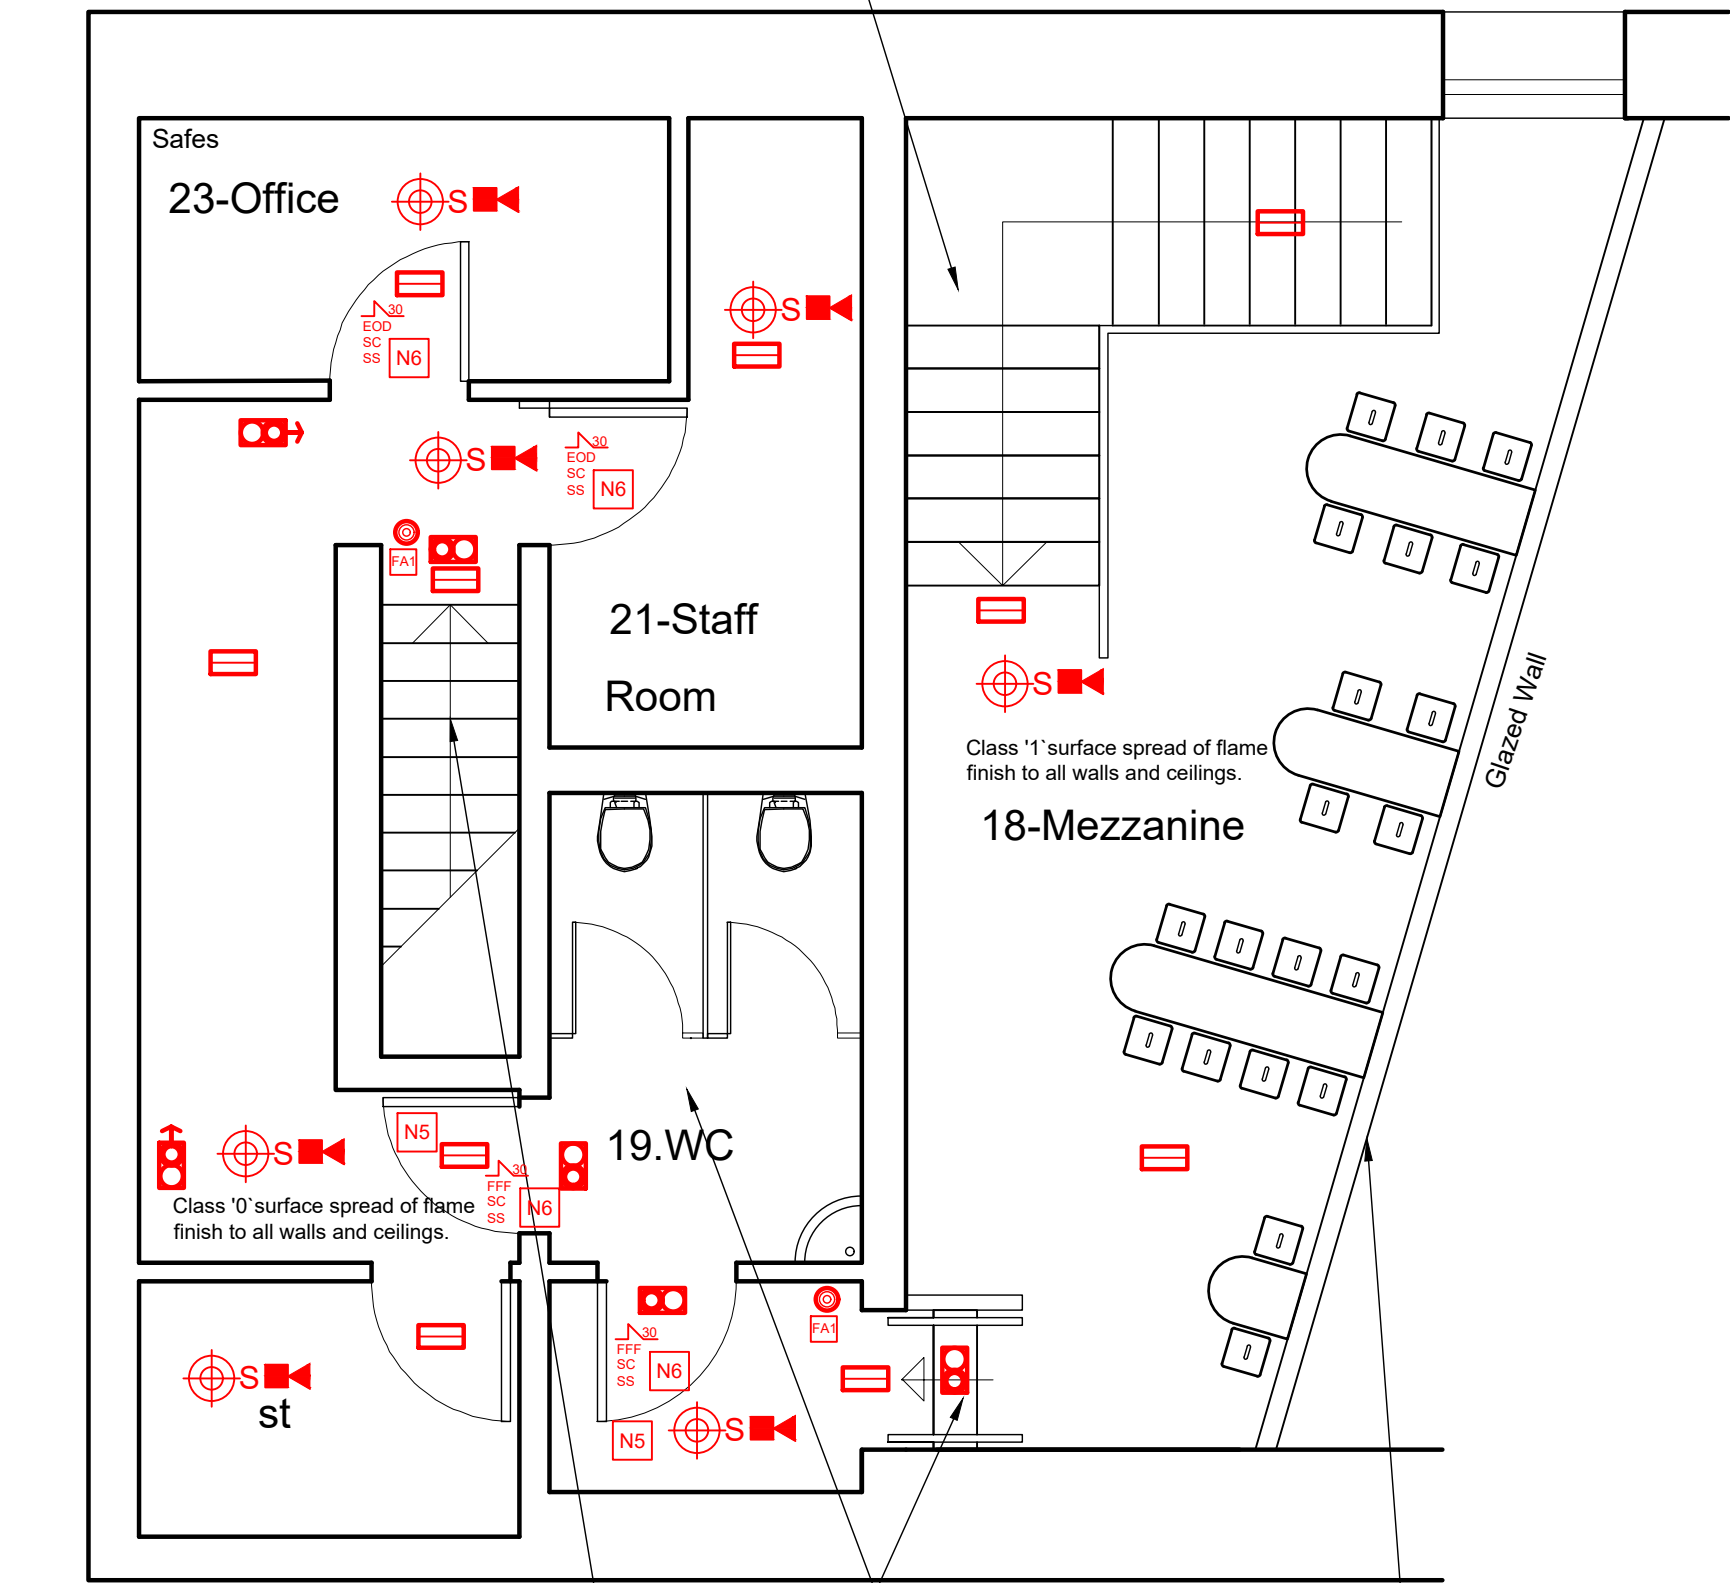 Safes
23-Office
S
30
EOD
SC
SS
N6
S
S
30
EOD
SC
SS
N6
FA1
21-Staff
Room
S
Class '1`surface spread of flame
finish to all walls and ceilings.
18-Mezzanine
Glazed Wall
N5
19.WC
S
30
FFF
SC
SS
N6
Class '0`surface spread of flame
finish to all walls and ceilings.
FA1
30
FFF
SC
SS
N6
S
st
N5
S